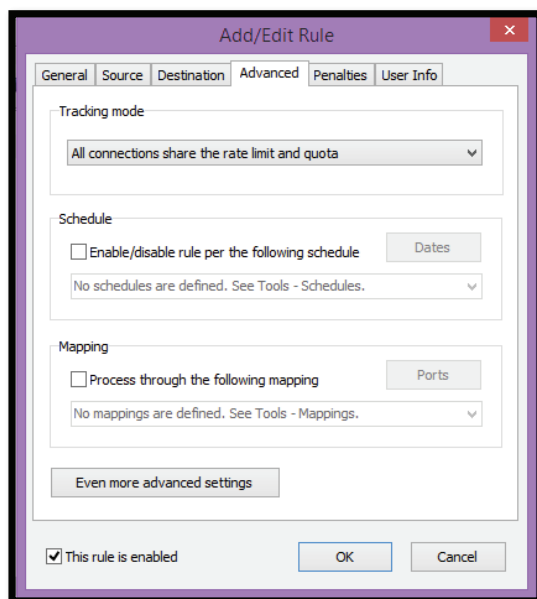 Add/Edit Rule
General Source Destination Advanced Penalties User Info
Tracking mode
All connections share the rate limit and quota
Schedule
Enable/disable rule per the following schedule Dates
No schedules are defined. See Tools - Schedules.
Mapping
Process through the following mapping Ports
No mappings are defined. See Tools - Mappings.
Even more advanced settings
This rule is enabled OK Cancel